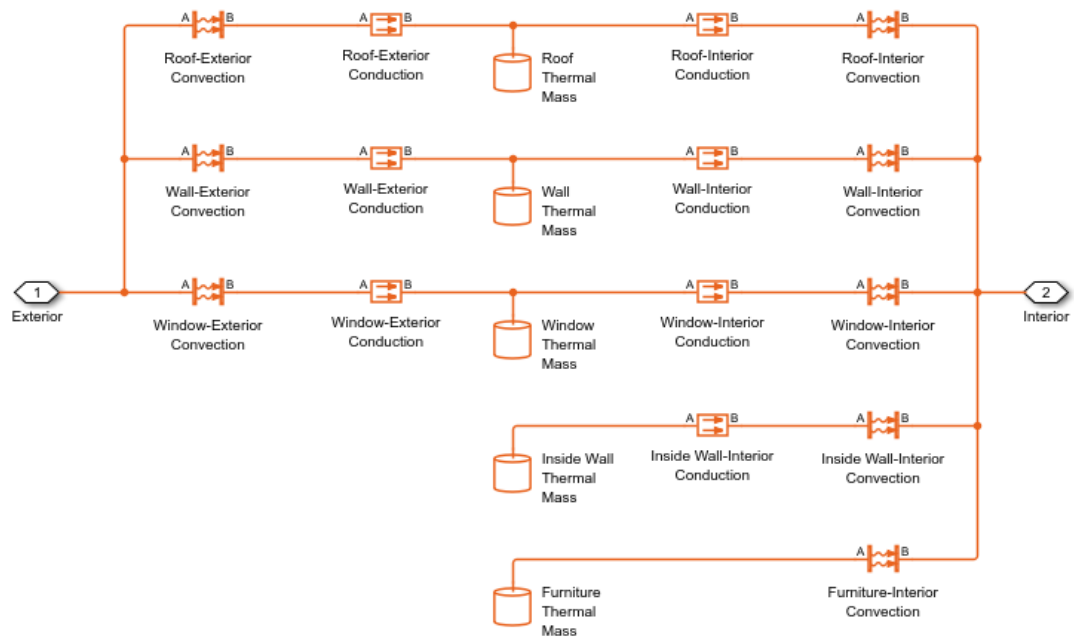 A B A B A B A B
Roof-Exterior
Convection
Roof-Exterior
Conduction
Roof
Thermal
Mass
Roof-Interior
Conduction
Roof-Interior
Convection
A B A B A B A B
Wall-Exterior
Convection
Wall-Exterior
Conduction
Wall
Thermal
Mass
Wall-Interior
Conduction
Wall-Interior
Convection
1
Exterior
A B A B A B A B
2
Interior
Window-Exterior
Convection
Window-Exterior
Conduction
Window
Thermal
Mass
Window-Interior
Conduction
Window-Interior
Convection
A B A B
Inside Wall
Thermal
Mass
Inside Wall-Interior
Conduction
Inside Wall-Interior
Convection
A B
Furniture
Thermal
Mass
Furniture-Interior
Convection